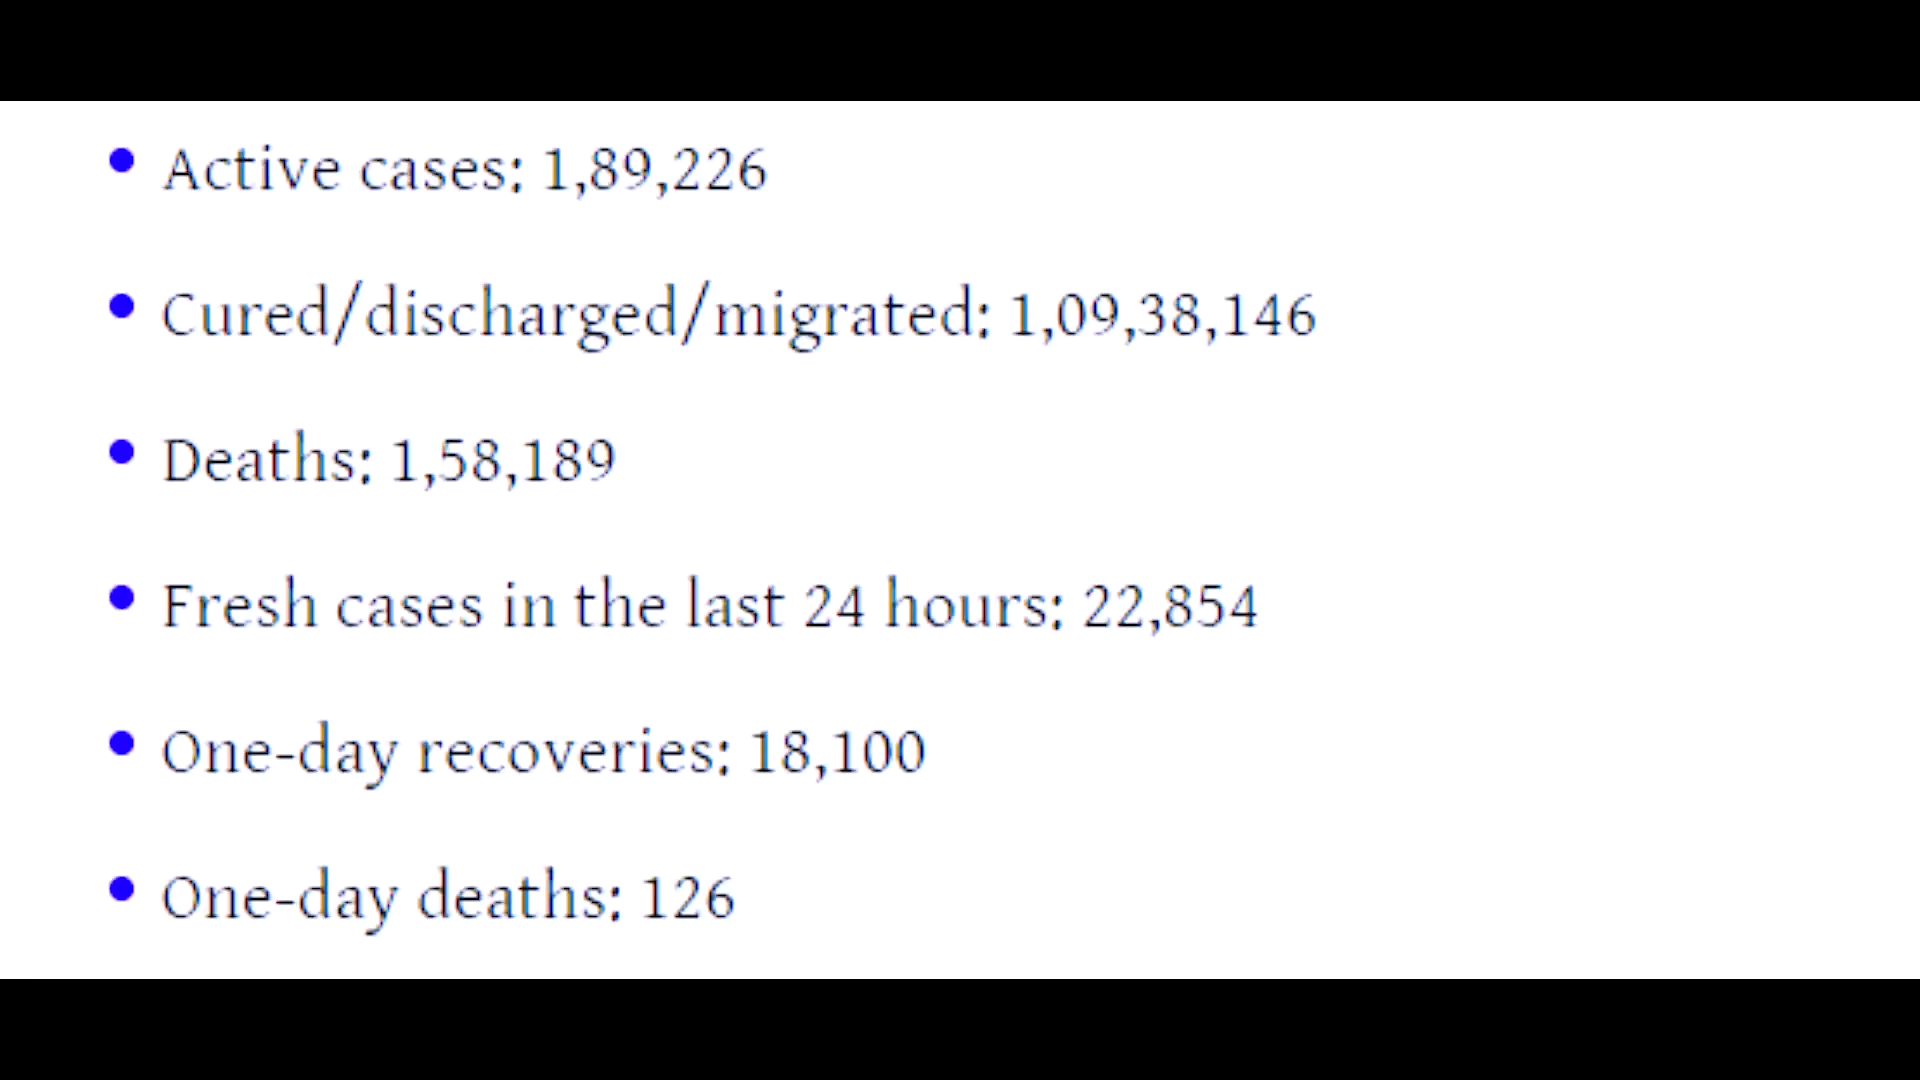 Active cases: 1,89,226
Cured/discharged/migrated: 1,09,38,146
Deaths: 1,58,189
Fresh cases in the last 24 hours: 22,854
One-day recoveries: 18,100
One-day deaths: 126